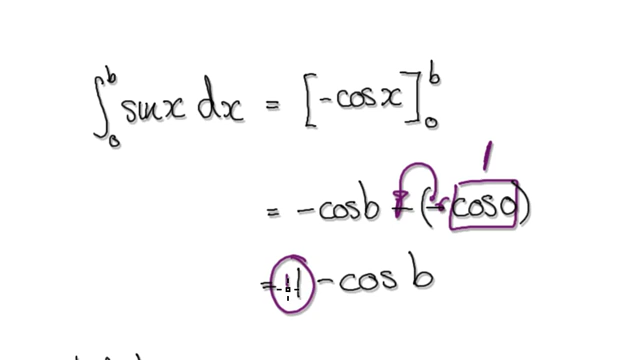 ∫₀ᵇ sin x dx = [-cos x]₀ᵇ
1
= -cos b - (-cos 0)
= 1 - cos b